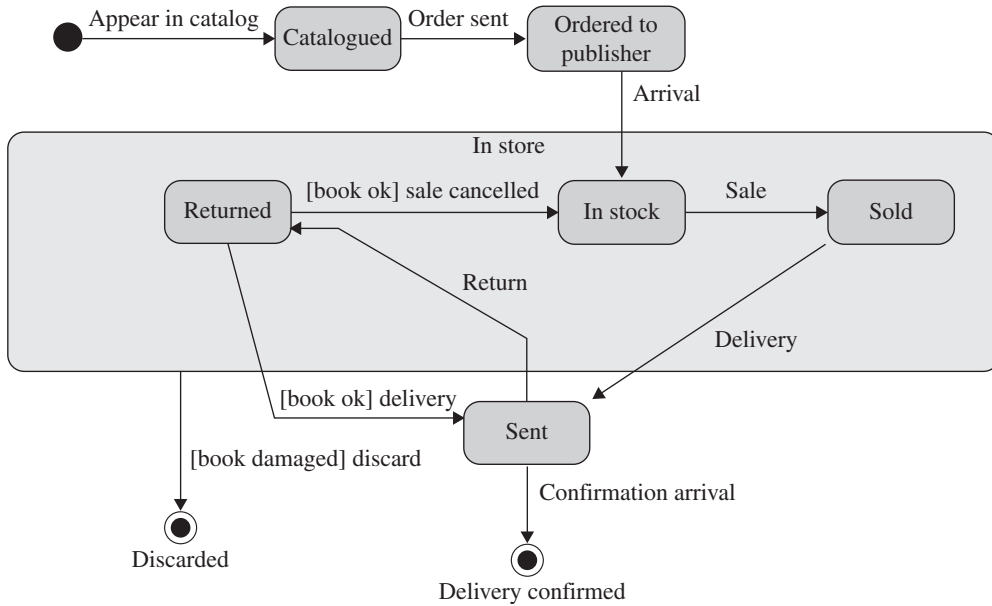 Appear in catalog
Catalogued
Order sent
Ordered to
publisher
Arrival
In store
Returned
[book ok] sale cancelled
In stock
Sale
Sold
Return
Delivery
[book ok] delivery
Sent
[book damaged] discard
Confirmation arrival
Discarded
Delivery confirmed